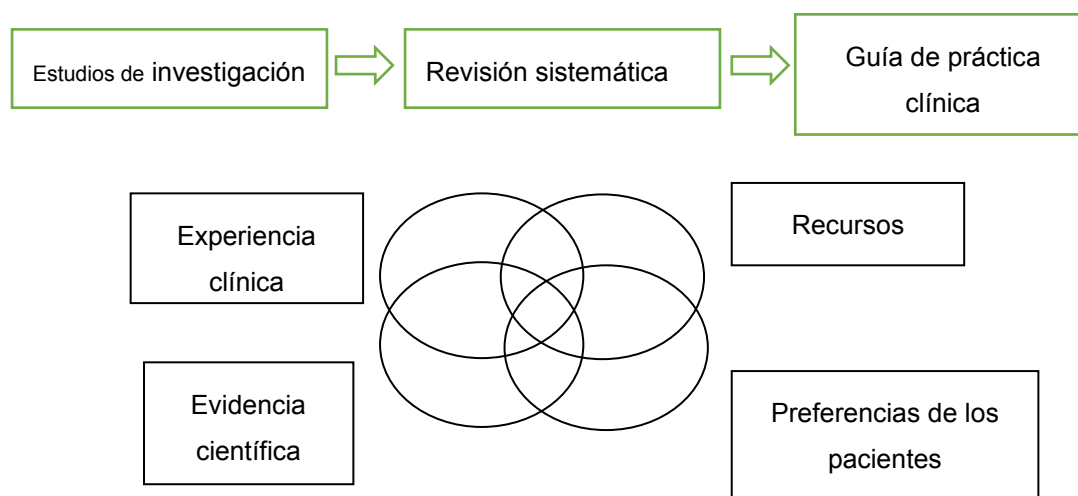 Estudios de investigación
Revisión sistemática
Guía de práctica
clínica
Experiencia
clínica
Recursos
Evidencia
científica
Preferencias de los
pacientes